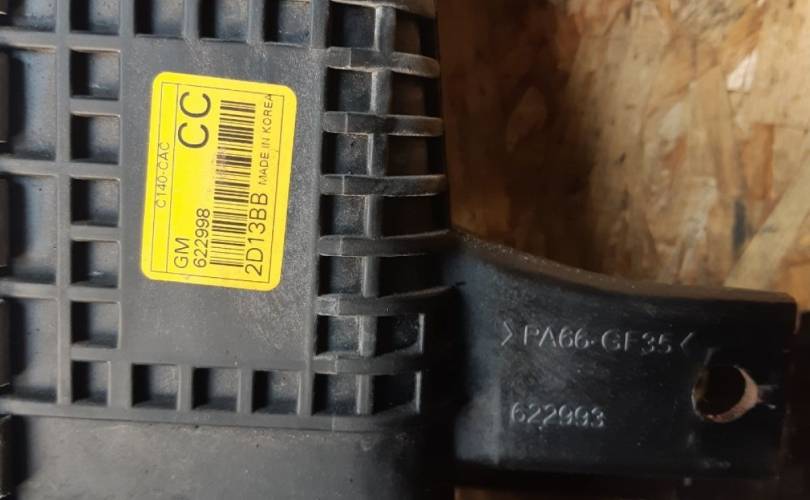 C140-CAC
GM
622998
CC
2D13BB
MADE IN KOREA
>PA66-GF35<
622993